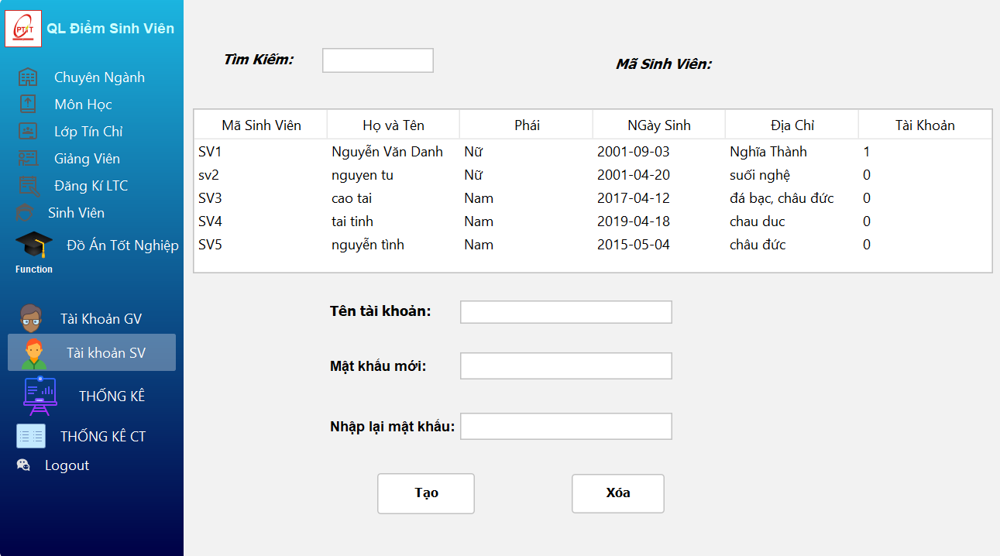 PTIT
QL Điểm Sinh Viên
Chuyên Ngành
Môn Học
Lớp Tín Chỉ
Giảng Viên
Đăng Kí LTC
Sinh Viên
Đồ Án Tốt Nghiệp
Function
Tài Khoản GV
Tài khoản SV
THỐNG KÊ
THỐNG KÊ CT
Logout
Tìm Kiếm:
Mã Sinh Viên:
Mã Sinh Viên Họ và Tên Phái NGày Sinh Địa Chỉ Tài Khoản
SV1 Nguyễn Văn Danh Nữ 2001-09-03 Nghĩa Thành 1
sv2 nguyen tu Nữ 2001-04-20 suối nghệ 0
SV3 cao tai Nam 2017-04-12 đá bạc, châu đức 0
SV4 tai tinh Nam 2019-04-18 chau duc 0
SV5 nguyễn tình Nam 2015-05-04 châu đức 0
Tên tài khoản:
Mật khẩu mới:
Nhập lại mật khẩu:
Tạo Xóa